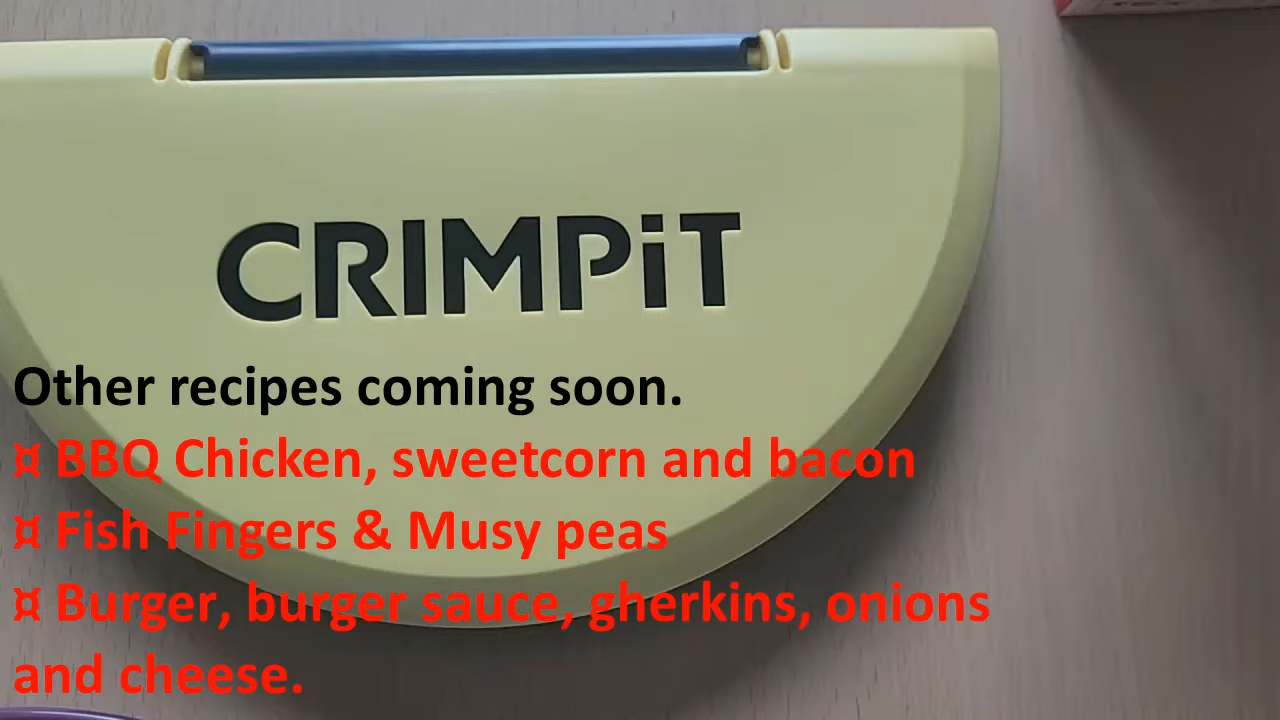 CRIMPiT
Other recipes coming soon.
¤ BBQ Chicken, sweetcorn and bacon
¤ Fish Fingers & Musy peas
¤ Burger, burger sauce, gherkins, onions
and cheese.